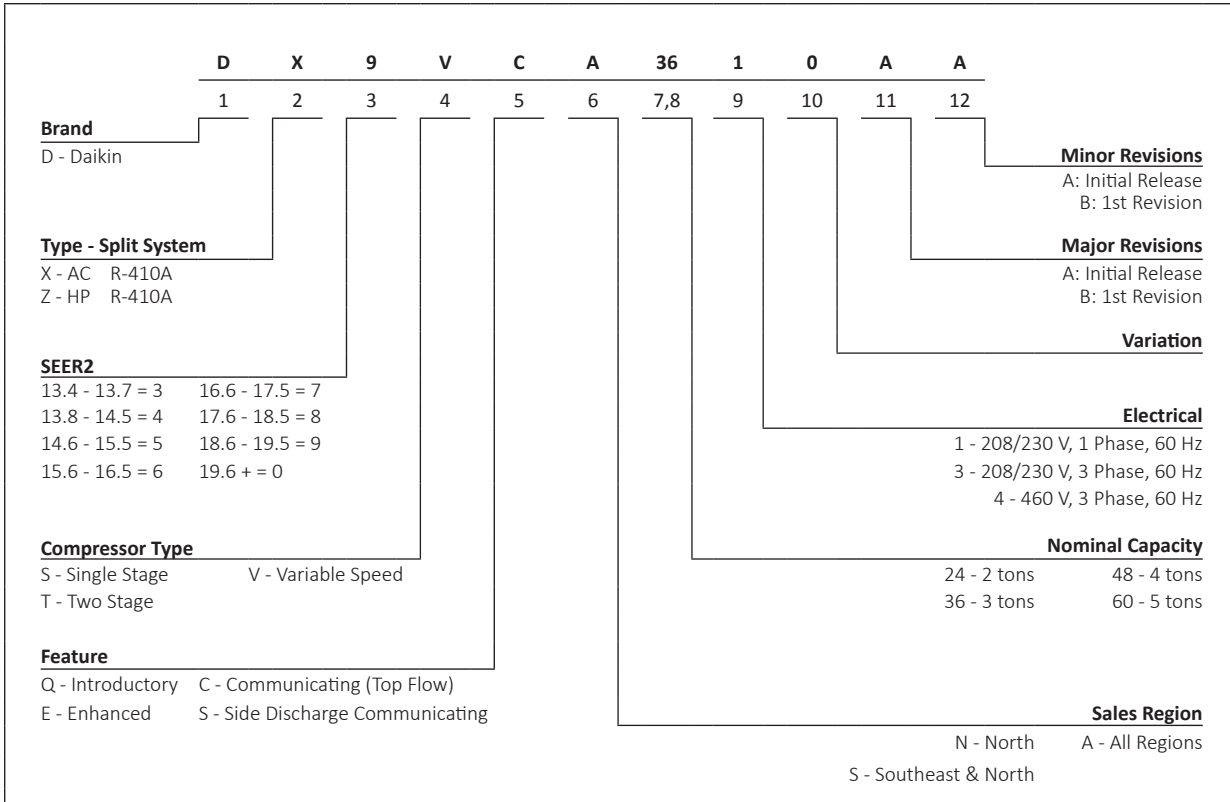 D X 9 V C A 36 1 0 A A
1 2 3 4 5 6 7,8 9 10 11 12
Brand
D - Daikin
Type - Split System
X - AC R-410A
Z - HP R-410A
SEER2
13.4 - 13.7 = 3 16.6 - 17.5 = 7
13.8 - 14.5 = 4 17.6 - 18.5 = 8
14.6 - 15.5 = 5 18.6 - 19.5 = 9
15.6 - 16.5 = 6 19.6 + = 0
Compressor Type
S - Single Stage V - Variable Speed
T - Two Stage
Feature
Q - Introductory C - Communicating (Top Flow)
E - Enhanced S - Side Discharge Communicating
Minor Revisions
A: Initial Release
B: 1st Revision
Major Revisions
A: Initial Release
B: 1st Revision
Variation
Electrical
1 - 208/230 V, 1 Phase, 60 Hz
3 - 208/230 V, 3 Phase, 60 Hz
4 - 460 V, 3 Phase, 60 Hz
Nominal Capacity
24 - 2 tons 48 - 4 tons
36 - 3 tons 60 - 5 tons
Sales Region
N - North A - All Regions
S - Southeast & North